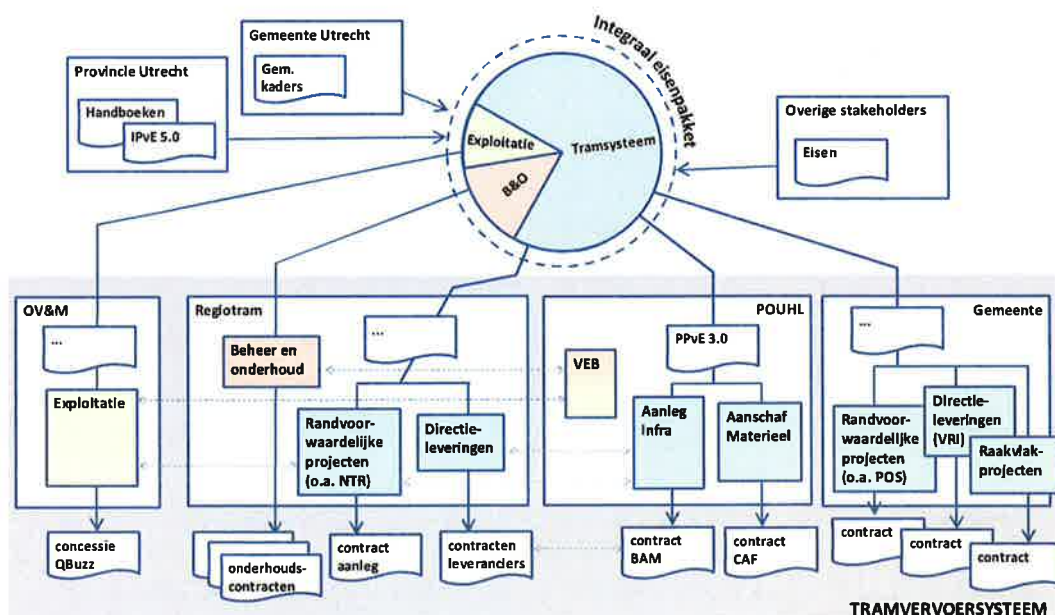 Gemeente Utrecht
Gem.
kaders
Provincie Utrecht
Handboeken
IPvE 5.0
Integraal eisenpakket
Exploitatie
Tramsysteem
B&O
Overige stakeholders
Eisen
OV&M
...
Exploitatie
concessie
QBuzz
Regiotram
Beheer en
onderhoud
...
Randvoor-
waardelijke
projecten
(o.a. NTR)
Directie-
leveringen
onderhouds-
contracten
contract
aanleg
contracten
leveranciers
POUHL
VEB
PPvE 3.0
Aanleg
Infra
Aanschaf
Materieel
contract
BAM
contract
CAF
Gemeente
...
Randvoor-
waardelijke
projecten
(o.a. POS)
Directie-
leveringen
(VRI)
Raakvlak-
projecten
contract
contract
contract
TRAMVERVOERSYSTEEM